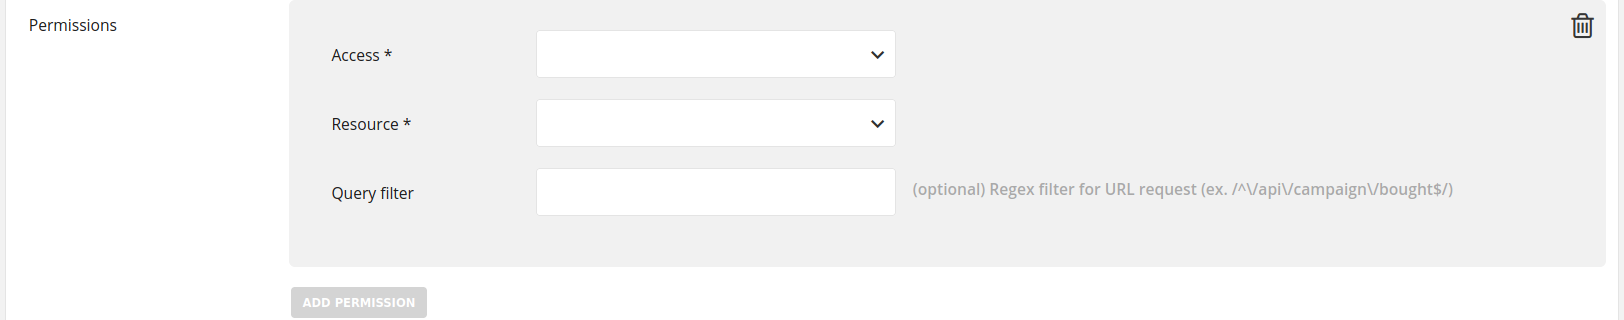 Permissions
Access *
Resource *
Query filter
(optional) Regex filter for URL request (ex. /^\/api\/campaign\/bought$/)
ADD PERMISSION